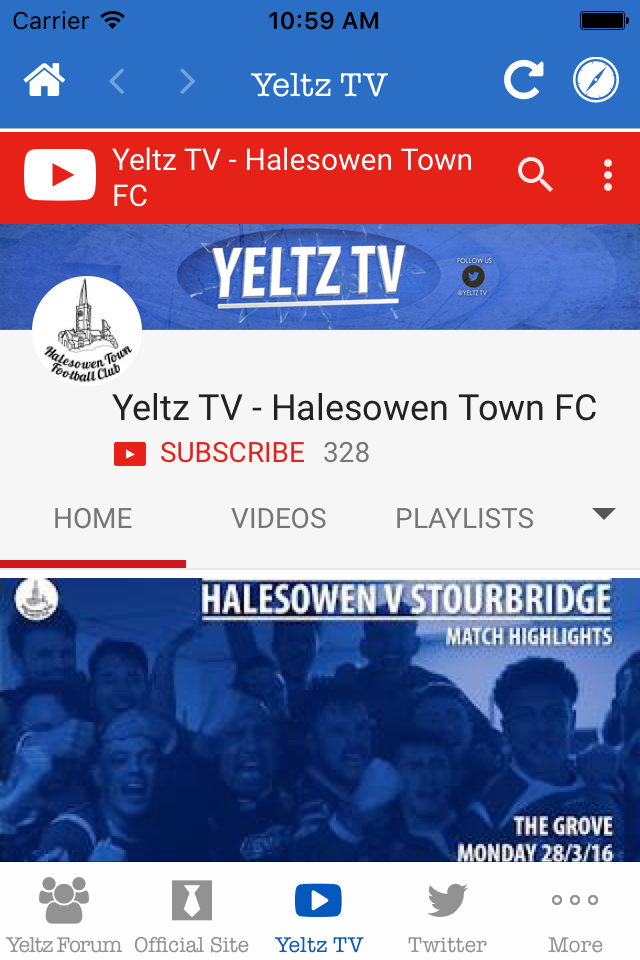 Carrier 10:59 AM
Yeltz TV
Yeltz TV - Halesowen Town
FC
YELTZ TV
FOLLOW US
@YELTZ TV
Halesowen Town
Football Club
Yeltz TV - Halesowen Town FC
SUBSCRIBE 328
HOME VIDEOS PLAYLISTS
HALESOWEN V STOURBRIDGE
MATCH HIGHLIGHTS
THE GROVE
MONDAY 28/3/16
Yeltz Forum Official Site Yeltz TV Twitter More